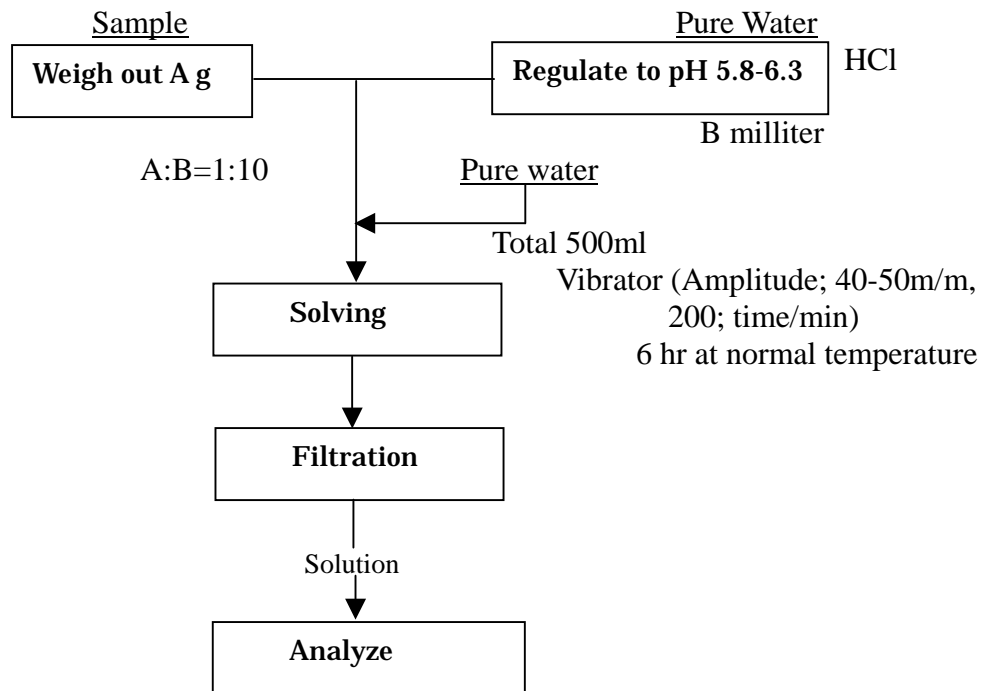 Sample
Weigh out A g
Pure Water
Regulate to pH 5.8-6.3
HCl
B milliter
A:B=1:10
Pure water
Total 500ml
Vibrator (Amplitude; 40-50m/m,
200; time/min)
6 hr at normal temperature
Solving
Filtration
Solution
Analyze